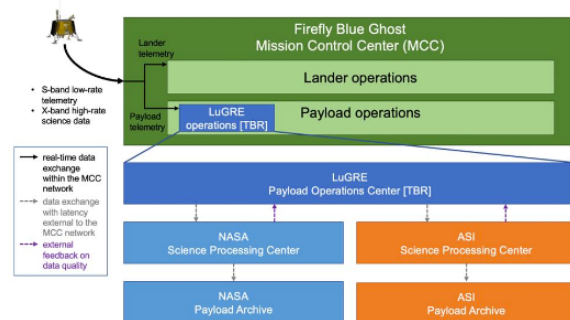 Firefly Blue Ghost
Mission Control Center (MCC)
Lander
telemetry
Lander operations
• S-band low-rate
telemetry
• X-band high-rate
science data
Payload
telemetry
LuGRE
operations [TBR]
Payload operations
real-time data
exchange
within the MCC
network
data exchange
with latency
external to the
MCC network
external
feedback on
data quality
LuGRE
Payload Operations Center [TBR]
NASA
Science Processing Center
ASI
Science Processing Center
NASA
Payload Archive
ASI
Payload Archive